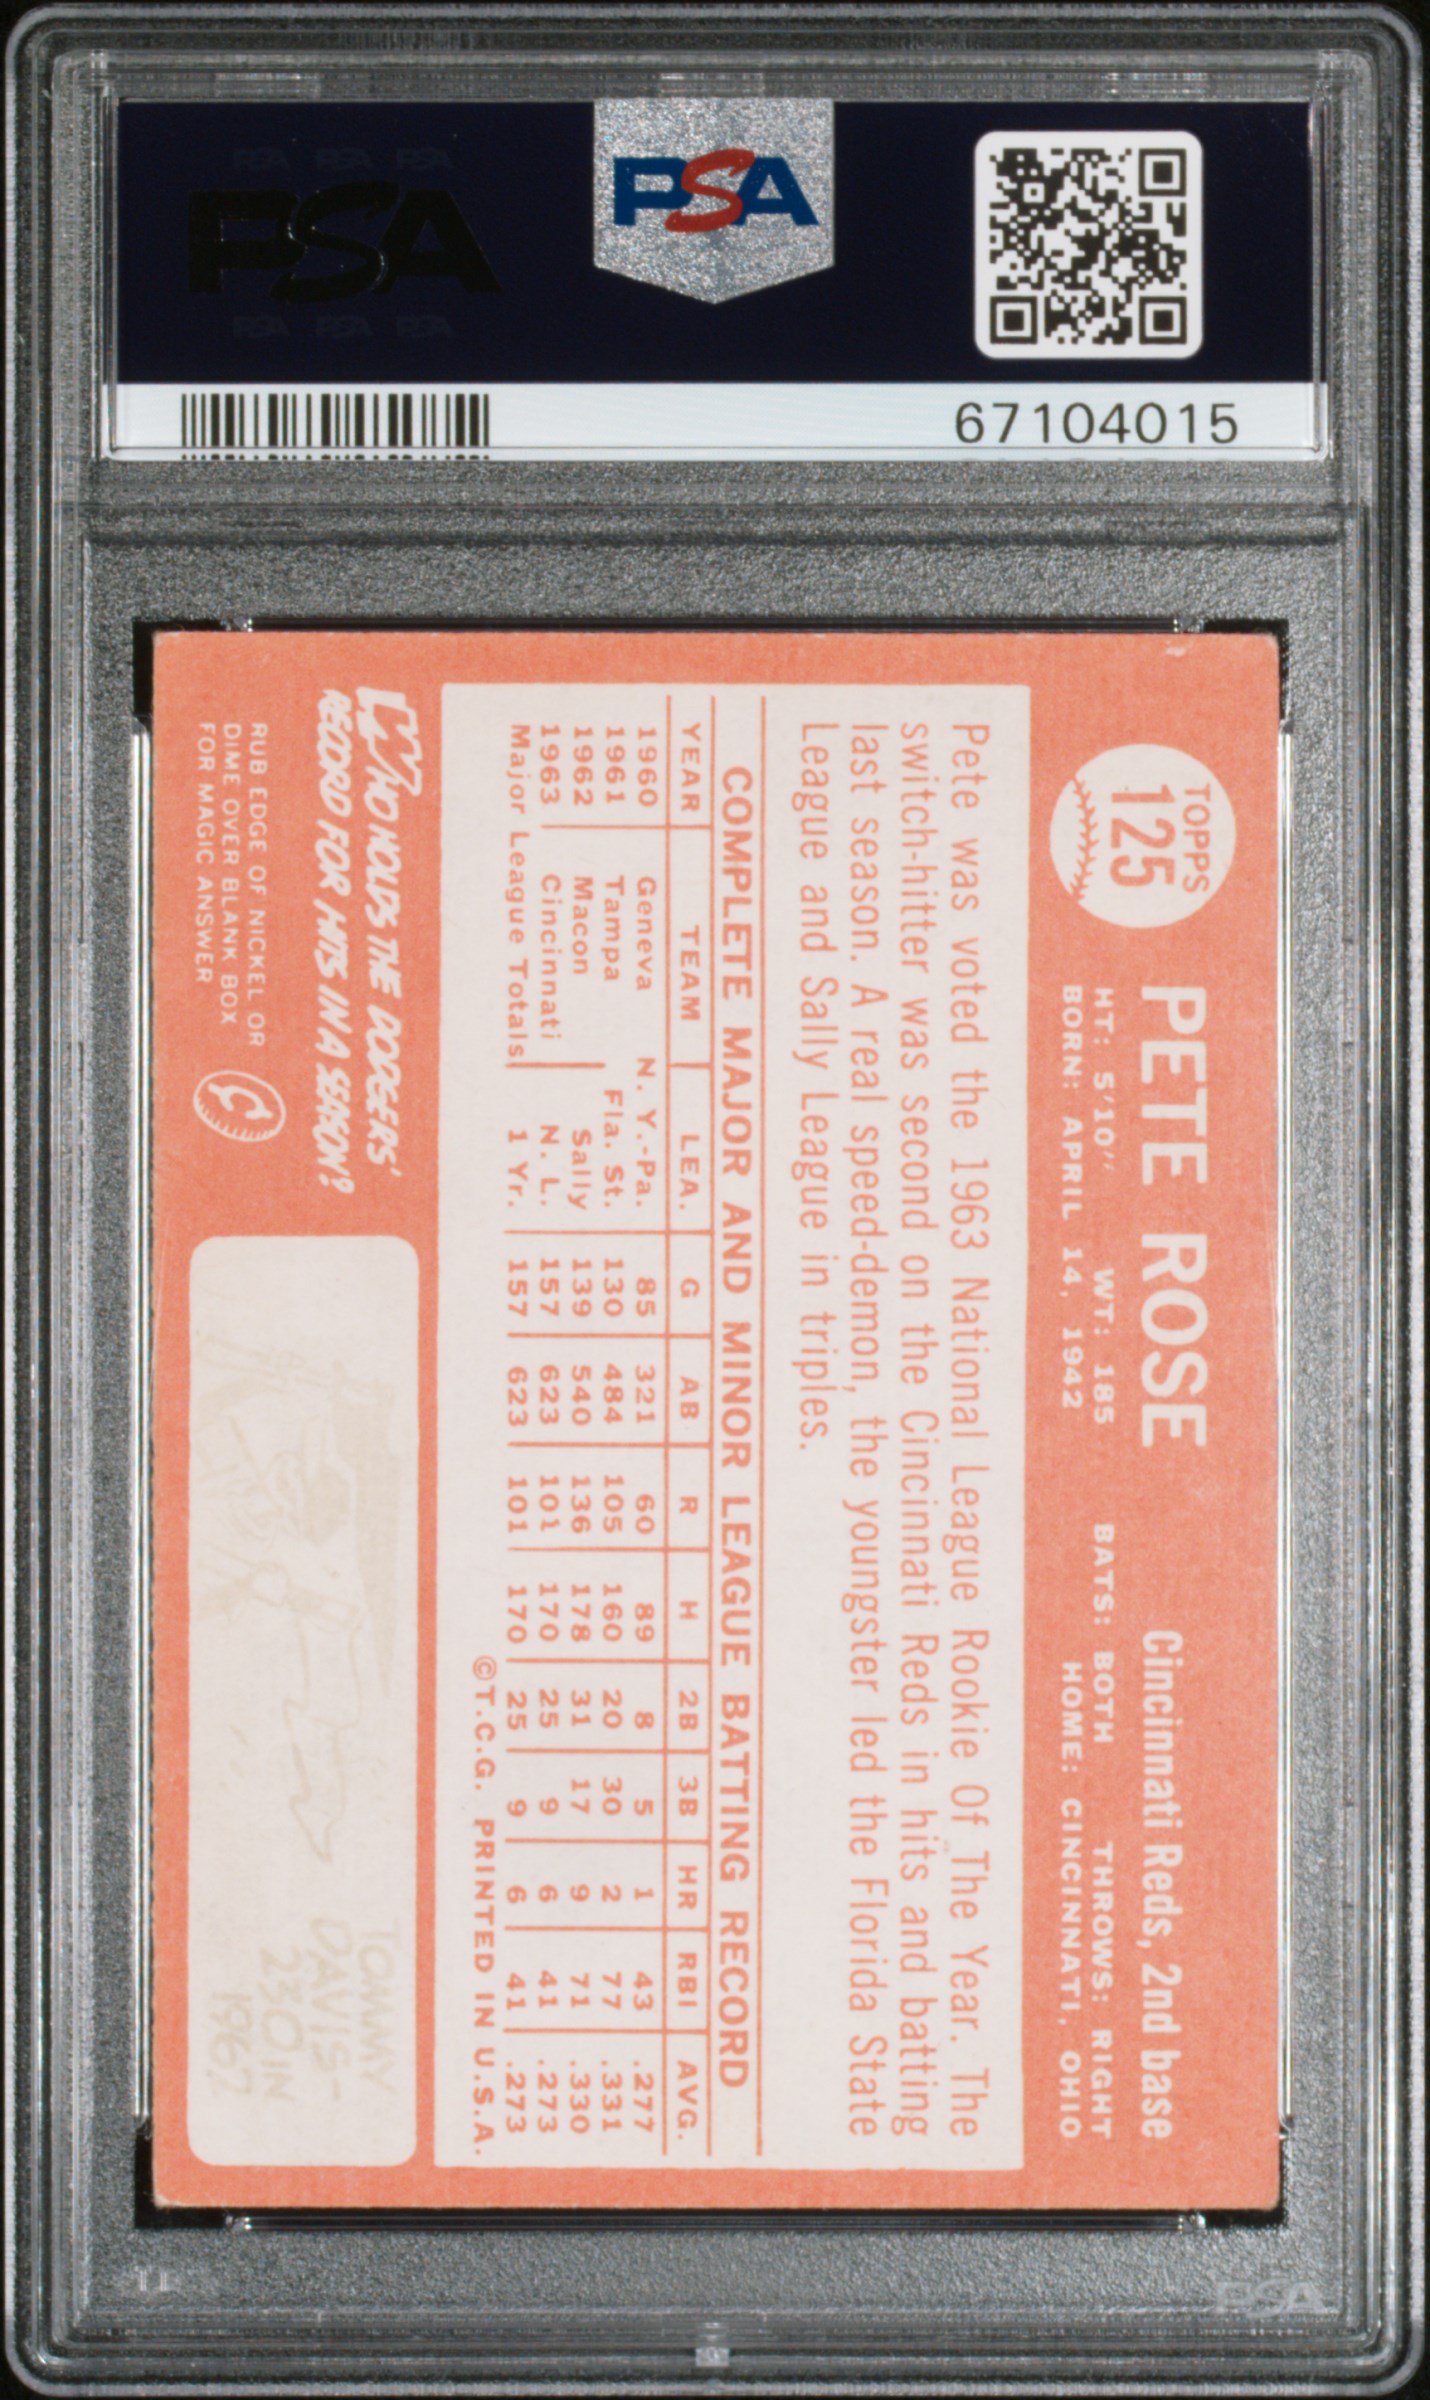 PSA
PSA
67104015
TOPPS
125
PETE ROSE
Cincinnati Reds, 2nd base
HT: 5'10" WT: 185 BATS: BOTH THROWS: RIGHT
BORN: APRIL 14, 1942 HOME: CINCINNATI, OHIO
Pete was voted the 1963 National League Rookie Of The Year. The
switch-hitter was second on the Cincinnati Reds in hits and batting
last season. A real speed-demon, the youngster led the Florida State
League and Sally League in triples.
COMPLETE MAJOR AND MINOR LEAGUE BATTING RECORD
YEAR TEAM LEA. G AB R H 2B 3B HR RBI AVG.
1960 Geneva N. Y.-Pa. 85 321 60 89 8 5 1 43 .277
1961 Tampa Fla. St. 130 484 105 160 20 30 2 77 .331
1962 Macon Sally 139 540 136 178 31 17 9 71 .330
1963 Cincinnati N. L. 157 623 101 170 25 9 6 41 .273
Major League Totals 1 Yr. 157 623 101 170 25 9 6 41 .273
©T.C.G. PRINTED IN U.S.A.
WHO HOLDS THE DODGERS'
RECORD FOR HITS IN A SEASON?
RUB EDGE OF NICKEL OR
DIME OVER BLANK BOX
FOR MAGIC ANSWER
TOMMY
DAVIS-
230 IN
1962
PSA